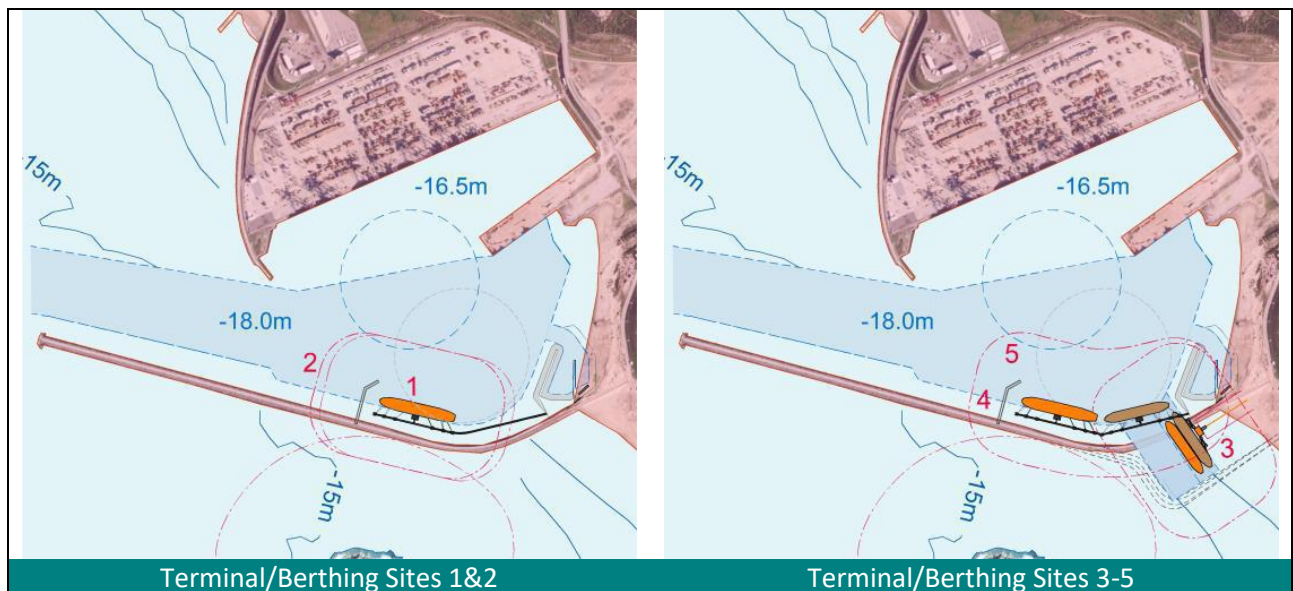 -15m
-16.5m
-18.0m
2
1
-15m
Terminal/Berthing Sites 1&2
-15m
-16.5m
-18.0m
5
4
3
-15m
Terminal/Berthing Sites 3-5